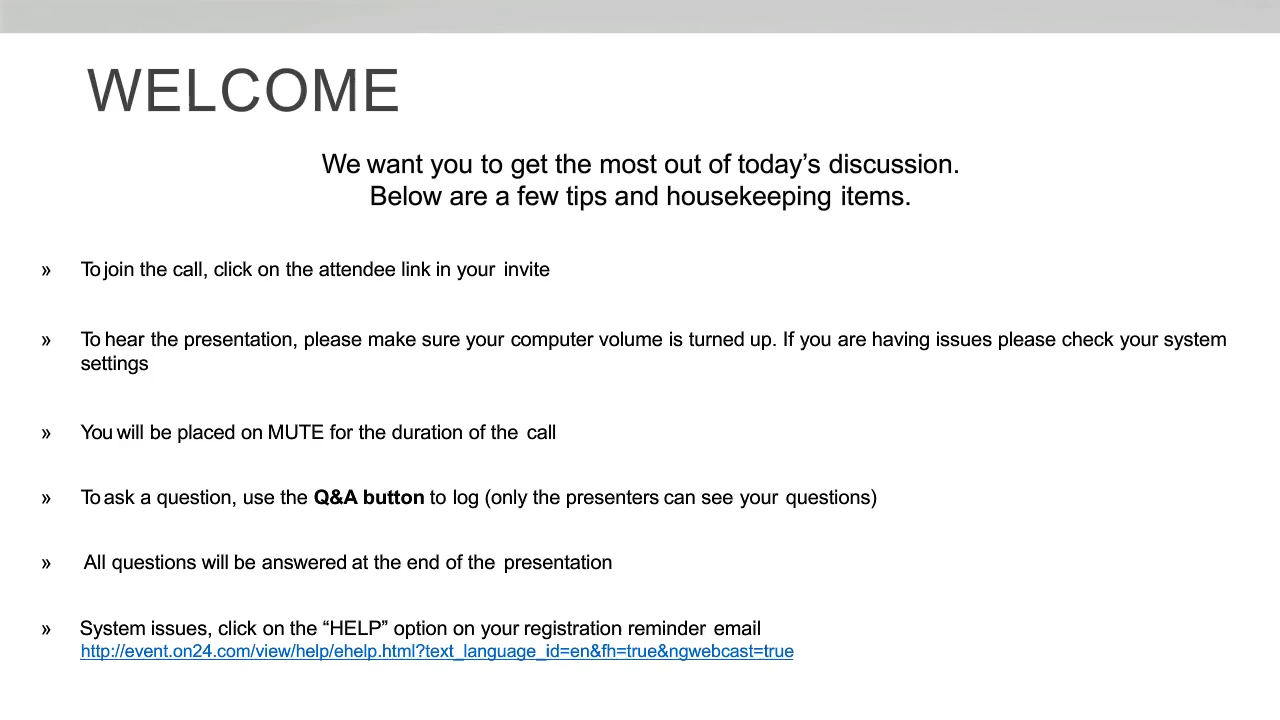 WELCOME
We want you to get the most out of today’s discussion.
Below are a few tips and housekeeping items.
» To join the call, click on the attendee link in your invite
» To hear the presentation, please make sure your computer volume is turned up. If you are having issues please check your system
settings
» You will be placed on MUTE for the duration of the call
» To ask a question, use the Q&A button to log (only the presenters can see your questions)
» All questions will be answered at the end of the presentation
» System issues, click on the “HELP” option on your registration reminder email
http://event.on24.com/view/help/ehelp.html?text_language_id=en&fh=true&ngwebcast=true